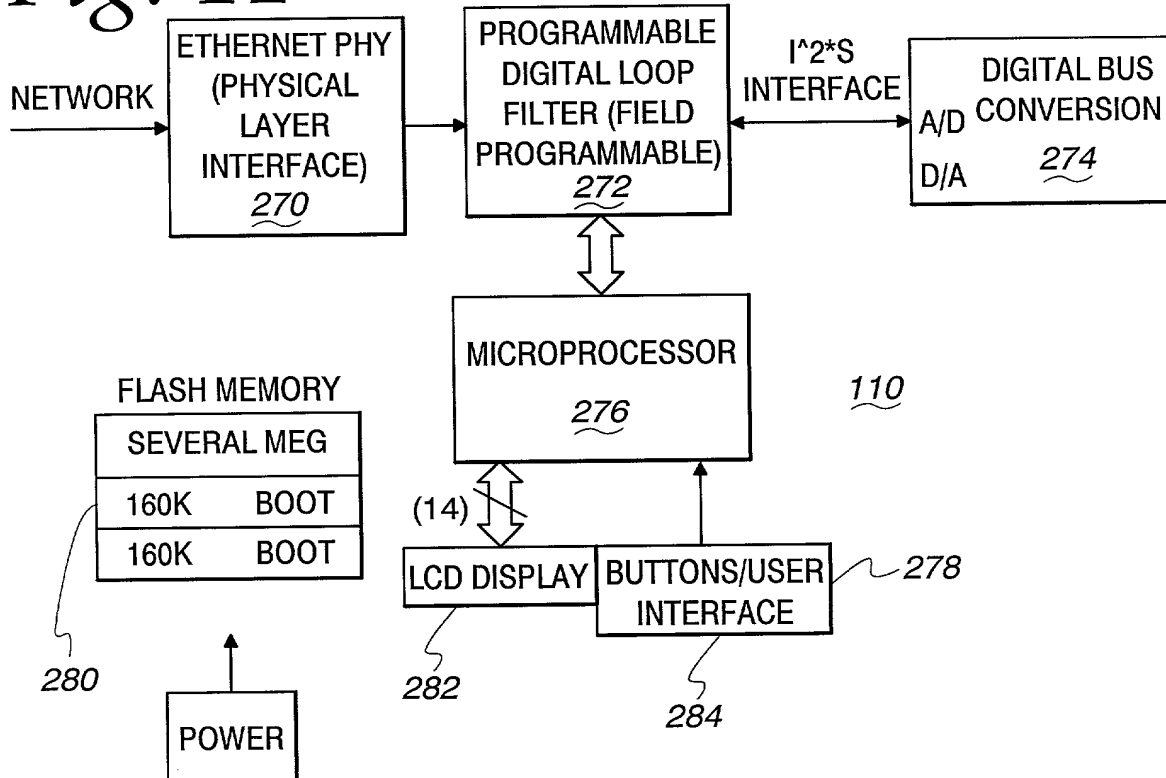 ETHERNET PHY
(PHYSICAL
LAYER
INTERFACE)
270
NETWORK
PROGRAMMABLE
DIGITAL LOOP
FILTER (FIELD
PROGRAMMABLE)
272
I^2*S
INTERFACE
DIGITAL BUS
CONVERSION
A/D
D/A
274
MICROPROCESSOR
276
110
FLASH MEMORY
SEVERAL MEG
160K BOOT
160K BOOT
280
(14)
LCD DISPLAY
282
BUTTONS/USER
INTERFACE
278
284
POWER